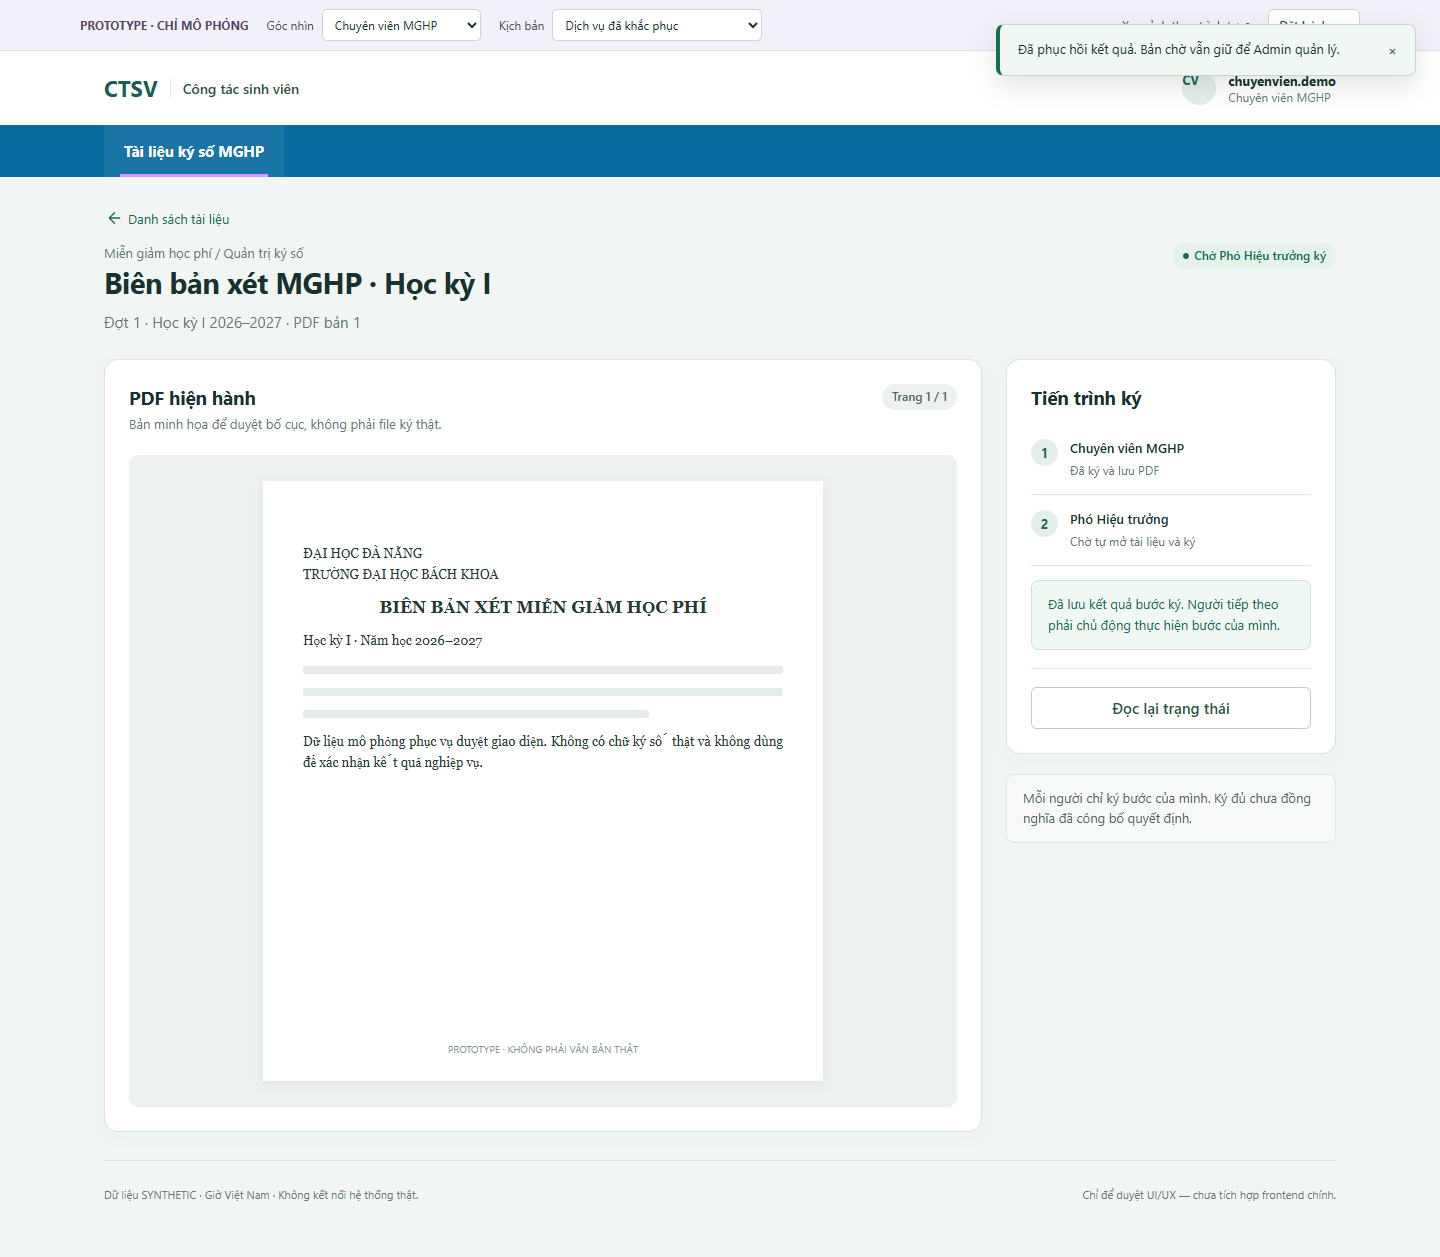 PROTOTYPE · CHỈ MÔ PHỎNG
Góc nhìn
Chuyên viên MGHP
Kịch bản
Dịch vụ đã khắc phục
Đã phục hồi kết quả. Bản chờ vẫn giữ để Admin quản lý.
×
CTSV
Công tác sinh viên
CV
chuyenvien.demo
Chuyên viên MGHP
Tài liệu ký số MGHP
← Danh sách tài liệu
Miễn giảm học phí / Quản trị ký số
Biên bản xét MGHP · Học kỳ I
Đợt 1 · Học kỳ I 2026–2027 · PDF bản 1
Chờ Phó Hiệu trưởng ký
PDF hiện hành
Bản minh họa để duyệt bố cục, không phải file ký thật.
Trang 1 / 1
ĐẠI HỌC ĐÀ NẴNG
TRƯỜNG ĐẠI HỌC BÁCH KHOA
BIÊN BẢN XÉT MIỄN GIẢM HỌC PHÍ
Học kỳ I · Năm học 2026–2027
Dữ liệu mô phỏng phục vụ duyệt giao diện. Không có chữ ký số thật và không dùng
để xác nhận kết quả nghiệp vụ.
PROTOTYPE · KHÔNG PHẢI VĂN BẢN THẬT
Tiến trình ký
1
Chuyên viên MGHP
Đã ký và lưu PDF
2
Phó Hiệu trưởng
Chờ tự mở tài liệu và ký
Đã lưu kết quả bước ký. Người tiếp theo
phải chủ động thực hiện bước của mình.
Đọc lại trạng thái
Mỗi người chỉ ký bước của mình. Ký đủ chưa đồng
nghĩa đã công bố quyết định.
Dữ liệu SYNTHETIC · Giờ Việt Nam · Không kết nối hệ thống thật.
Chỉ để duyệt UI/UX — chưa tích hợp frontend chính.